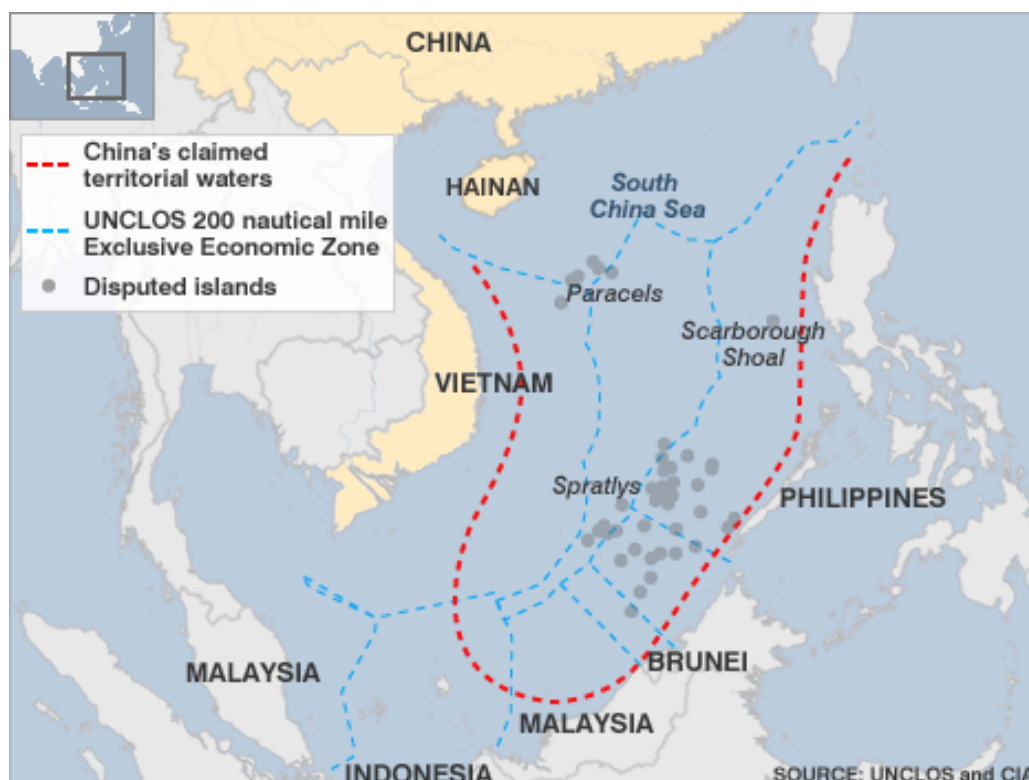 CHINA
China's claimed
territorial waters
UNCLOS 200 nautical mile
Exclusive Economic Zone
Disputed islands
HAINAN
South
China Sea
Paracels
Scarborough
Shoal
VIETNAM
Spratlys
PHILIPPINES
MALAYSIA
BRUNEI
MALAYSIA
INDONESIA
SOURCE: UNCLOS and CIA